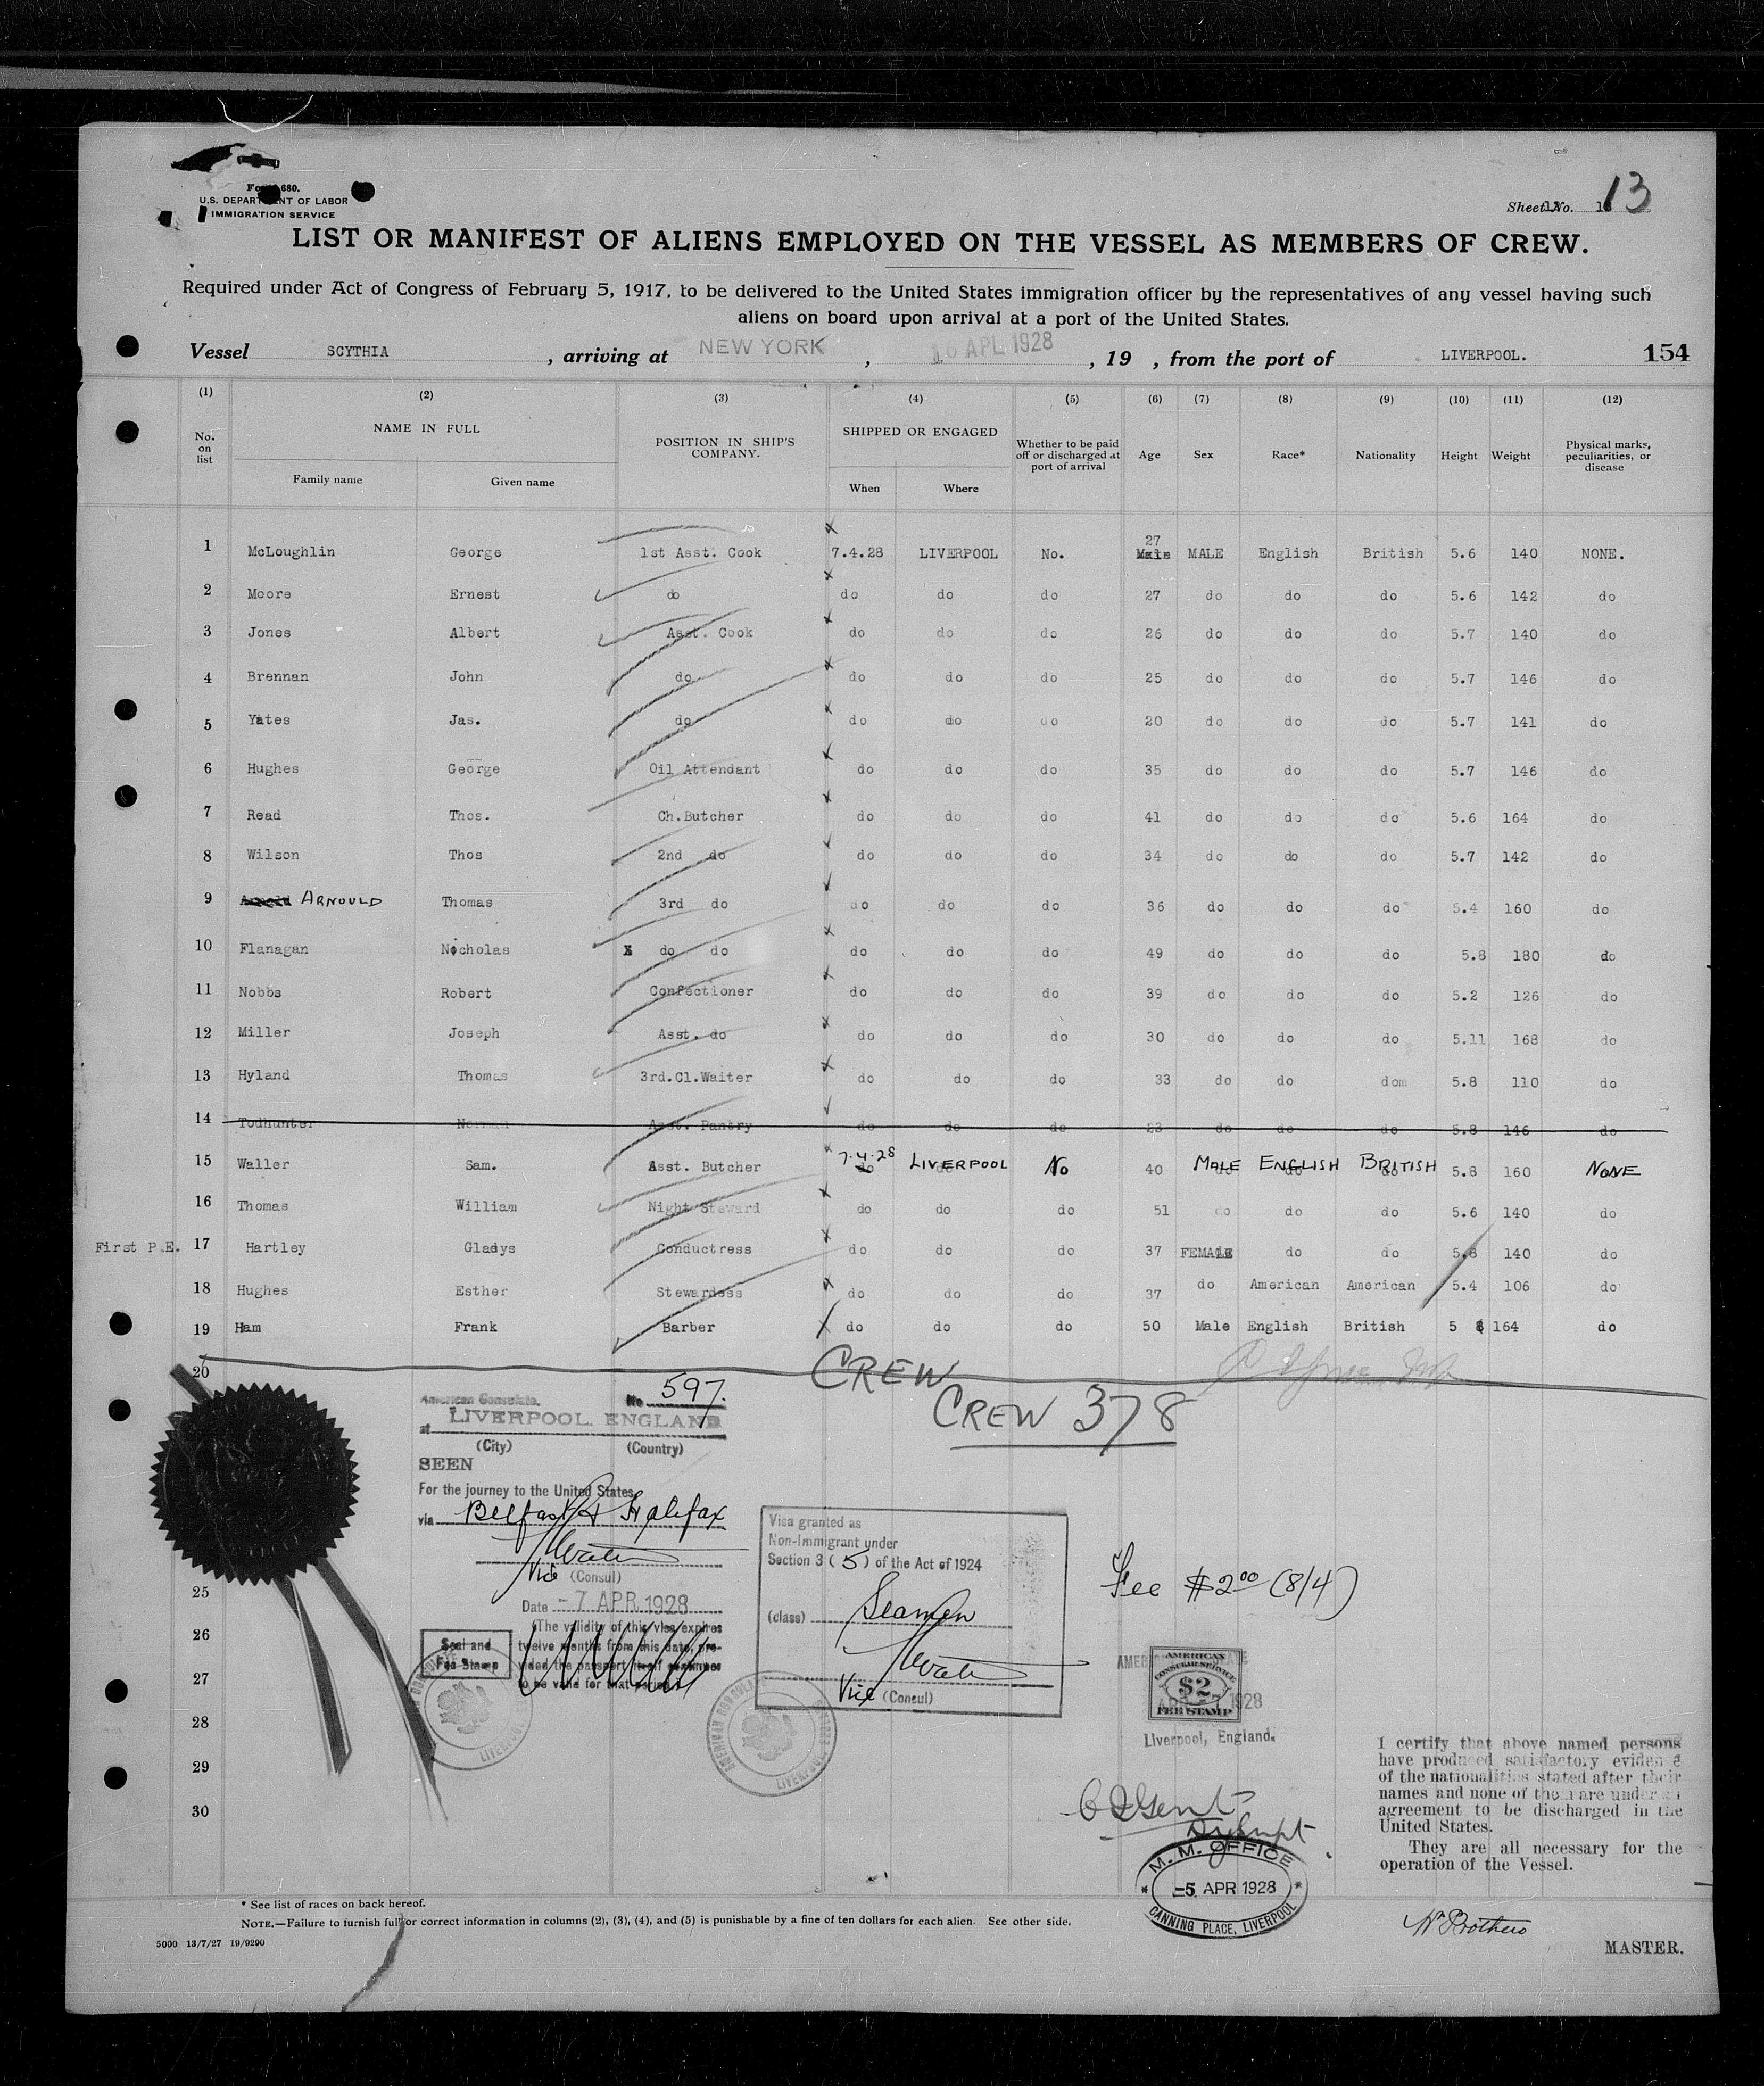 Form 680.
U.S. DEPARTMENT OF LABOR
IMMIGRATION SERVICE
Sheet No. 13
LIST OR MANIFEST OF ALIENS EMPLOYED ON THE VESSEL AS MEMBERS OF CREW.
Required under Act of Congress of February 5, 1917, to be delivered to the United States immigration officer by the representatives of any vessel having such
aliens on board upon arrival at a port of the United States.
Vessel SCYTHIA , arriving at NEW YORK , 16 APL 1928 , 19 , from the port of LIVERPOOL. 154
(1) (2) (3) (4) (5) (6) (7) (8) (9) (10) (11) (12)
No. on list NAME IN FULL Family name Given name POSITION IN SHIP'S COMPANY. SHIPPED OR ENGAGED When Where Whether to be paid off or discharged at port of arrival Age Sex Race* Nationality Height Weight Physical marks, peculiarities, or disease
1 McLoughlin George 1st Asst. Cook 7.4.28 LIVERPOOL No. 27 MALE English British 5.6 140 NONE.
2 Moore Ernest do do do do 27 do do do 5.6 142 do
3 Jones Albert Asst. Cook do do do 26 do do do 5.7 140 do
4 Brennan John do do do do 25 do do do 5.7 146 do
5 Yates Jas. do do do do 20 do do do 5.7 141 do
6 Hughes George Oil Attendant do do do 35 do do do 5.7 146 do
7 Read Thos. Ch.Butcher do do do 41 do do do 5.6 164 do
8 Wilson Thos 2nd do do do do 34 do do do 5.7 142 do
9 ARNOULD Thomas 3rd do do do do 36 do do do 5.4 160 do
10 Flanagan Nicholas do do do do do 49 do do do 5.8 180 do
11 Nobbs Robert Confectioner do do do 39 do do do 5.2 126 do
12 Miller Joseph Asst. do do do do 30 do do do 5.11 168 do
13 Hyland Thomas 3rd.Cl.Waiter do do do 33 do do dom 5.8 110 do
14 Todhunter Norman Asst. Pantry do do do 23 do do do 5.8 146 do
15 Waller Sam. Asst. Butcher 7.4.28 LIVERPOOL No 40 MALE ENGLISH BRITISH 5.8 160 NONE
16 Thomas William Night Steward do do do 51 do do do 5.6 140 do
First P.E. 17 Hartley Gladys Conductress do do do 37 FEMALE do do 5.8 140 do
18 Hughes Esther Stewardess do do do 37 do American American 5.4 106 do
19 Ham Frank Barber do do do 50 Male English British 5 8 164 do
20
CREW
CREW 378
American Consulate. No 597.
at LIVERPOOL. ENGLAND
(City) (Country)
SEEN
For the journey to the United States
via Belfast & Halifax
Vice (Consul)
Date - 7 APR. 1928
(The validity of this visa expires
twelve months from this date, pro-
vided the passport itself continues
to be valid for that period.)
Seal and
Fee Stamp
Visa granted as
Non-Immigrant under
Section 3 (5) of the Act of 1924
(class) Seamen
Vice (Consul)
Fee $2.00 (8/4)
AMERICAN
CONSULAR SERVICE
$2
FEE STAMP
Liverpool, England.
25
26
27
28
29
30
I certify that above named persons
have produced satisfactory evidence
of the nationalities stated after their
names and none of them are under an
agreement to be discharged in the
United States.
They are all necessary for the
operation of the Vessel.
M. M. OFFICE
-5 APR 1928
CANNING PLACE, LIVERPOOL
* See list of races on back hereof.
NOTE.—Failure to furnish full or correct information in columns (2), (3), (4), and (5) is punishable by a fine of ten dollars for each alien. See other side.
5000 13/7/27 19/9290
W. Prothero
MASTER.